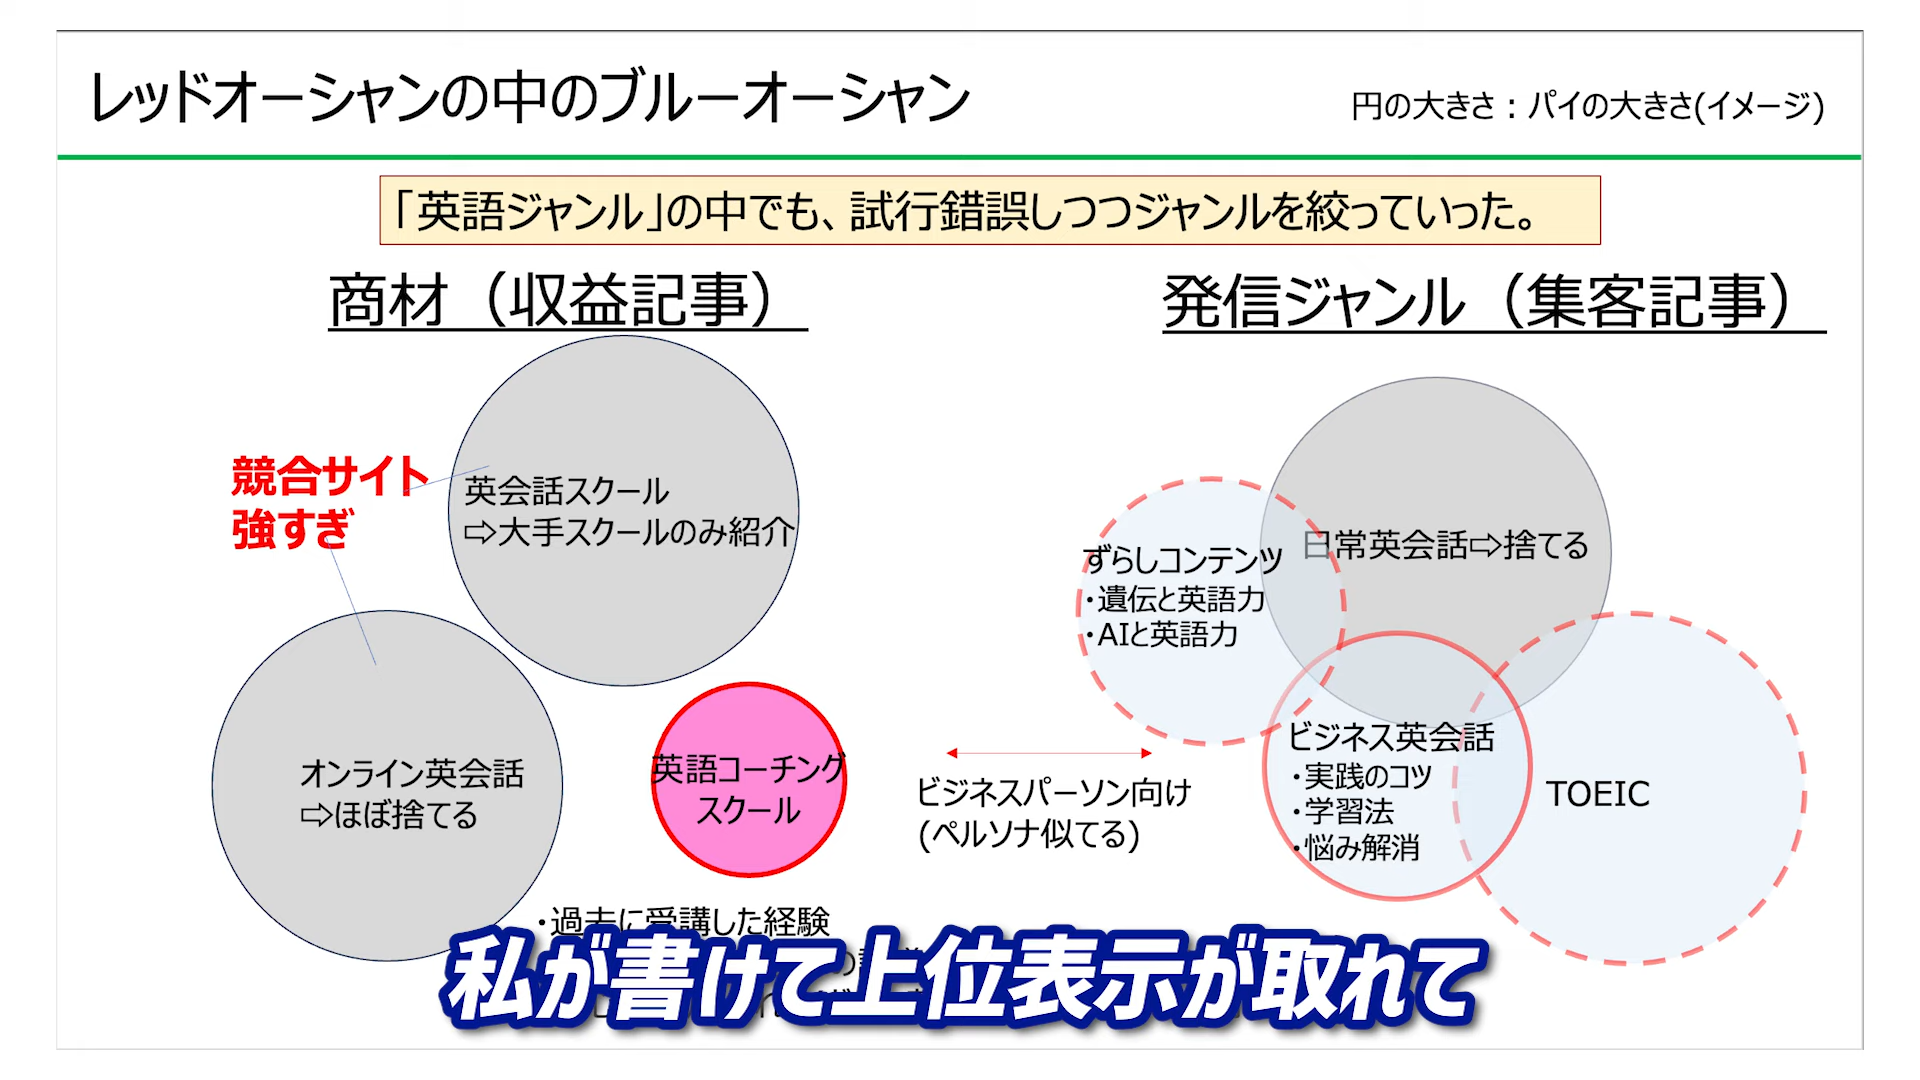 レッドオーシャンの中のブルーオーシャン
円の大きさ：パイの大きさ(イメージ)
「英語ジャンル」の中でも、試行錯誤しつつジャンルを絞っていった。
商材（収益記事）
発信ジャンル（集客記事）
競合サイト
強すぎ
英会話スクール
⇨大手スクールのみ紹介
オンライン英会話
⇨ほぼ捨てる
英語コーチング
スクール
・過去に受講した経験
ビジネスパーソン向け
(ペルソナ似てる)
ずらしコンテンツ
・遺伝と英語力
・AIと英語力
日常英会話⇨捨てる
ビジネス英会話
・実践のコツ
・学習法
・悩み解消
TOEIC
私が書けて上位表示が取れて